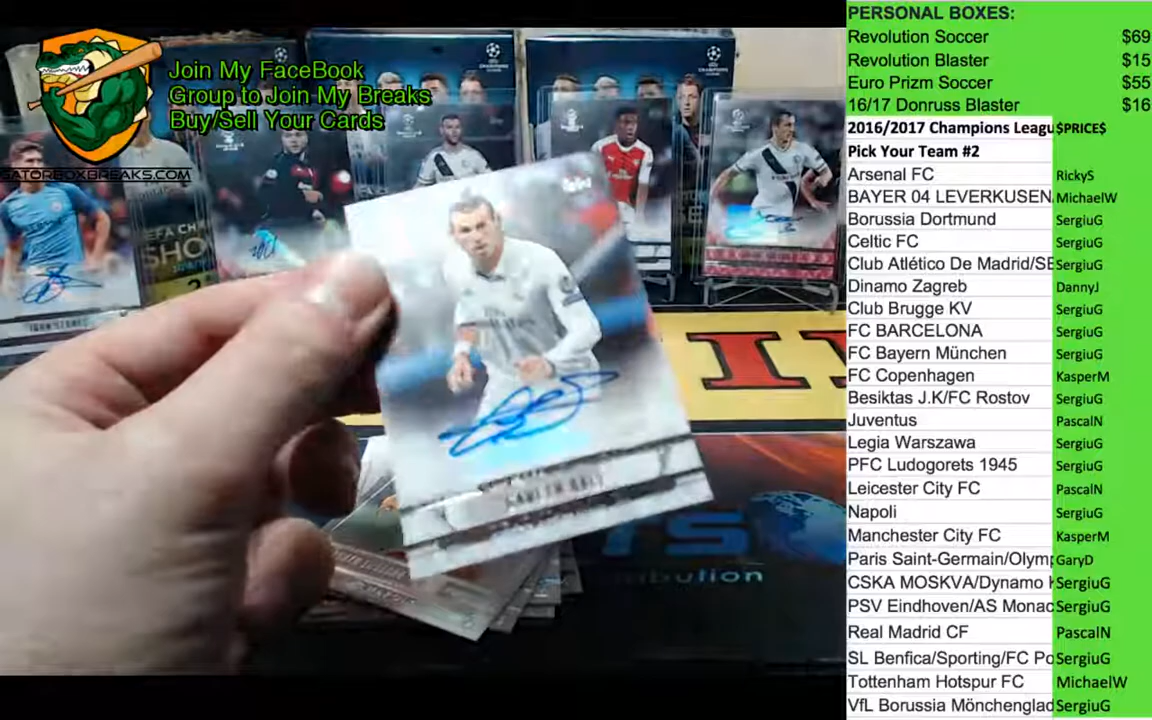 Join My FaceBook
Group to Join My Breaks
Buy/Sell Your Cards
GATORBOXBREAKS.COM
PERSONAL BOXES:
Revolution Soccer $69
Revolution Blaster $15
Euro Prizm Soccer $55
16/17 Donruss Blaster $16
2016/2017 Champions Leagu $PRICE$
Pick Your Team #2
Arsenal FC RickyS
BAYER 04 LEVERKUSEN MichaelW
Borussia Dortmund SergiuG
Celtic FC SergiuG
Club Atlético De Madrid/SE SergiuG
Dinamo Zagreb DannyJ
Club Brugge KV SergiuG
FC BARCELONA SergiuG
FC Bayern München SergiuG
FC Copenhagen KasperM
Besiktas J.K/FC Rostov SergiuG
Juventus PascalN
Legia Warszawa SergiuG
PFC Ludogorets 1945 SergiuG
Leicester City FC PascalN
Napoli SergiuG
Manchester City FC KasperM
Paris Saint-Germain/Olymp GaryD
CSKA MOSKVA/Dynamo SergiuG
PSV Eindhoven/AS Monac SergiuG
Real Madrid CF PascalN
SL Benfica/Sporting/FC Po SergiuG
Tottenham Hotspur FC MichaelW
VfL Borussia Mönchenglad SergiuG
GARETH BALE
JOHN STONES